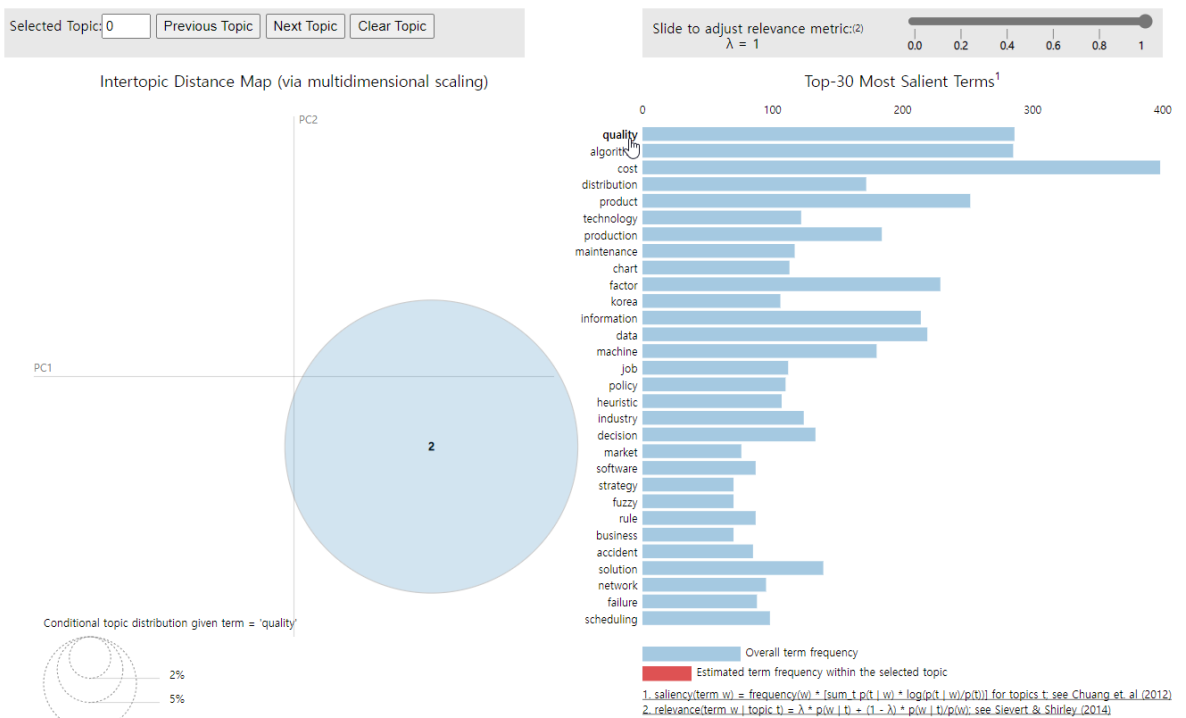 Selected Topic: 0 Previous Topic Next Topic Clear Topic
Slide to adjust relevance metric:(2)
λ = 1
0.0 0.2 0.4 0.6 0.8 1
Intertopic Distance Map (via multidimensional scaling)
PC2
PC1
2
Conditional topic distribution given term = 'quality'
2%
5%
Top-30 Most Salient Terms1
0 100 200 300 400
quality
cost
distribution
product
technology
production
maintenance
chart
factor
korea
information
data
machine
job
policy
heuristic
industry
decision
market
software
strategy
fuzzy
rule
business
accident
solution
network
failure
scheduling
Overall term frequency
Estimated term frequency within the selected topic
1. saliency(term w) = frequency(w) * [sum_t p(t | w) * log(p(t | w)/p(t))] for topics t; see Chuang et. al (2012)
2. relevance(term w | topic t) = λ * p(w | t) + (1 - λ) * p(w | t)/p(w); see Sievert & Shirley (2014)